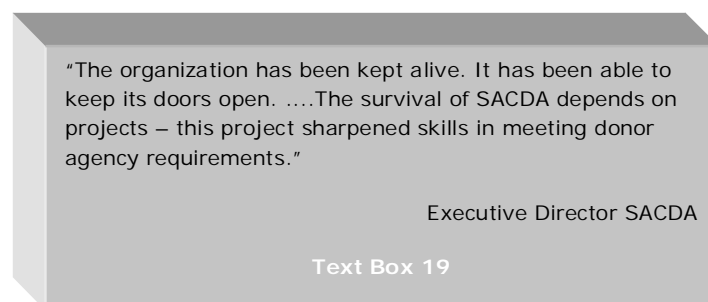 "The organization has been kept alive. It has been able to
keep its doors open. ....The survival of SACDA depends on
projects – this project sharpened skills in meeting donor
agency requirements."
Executive Director SACDA
Text Box 19